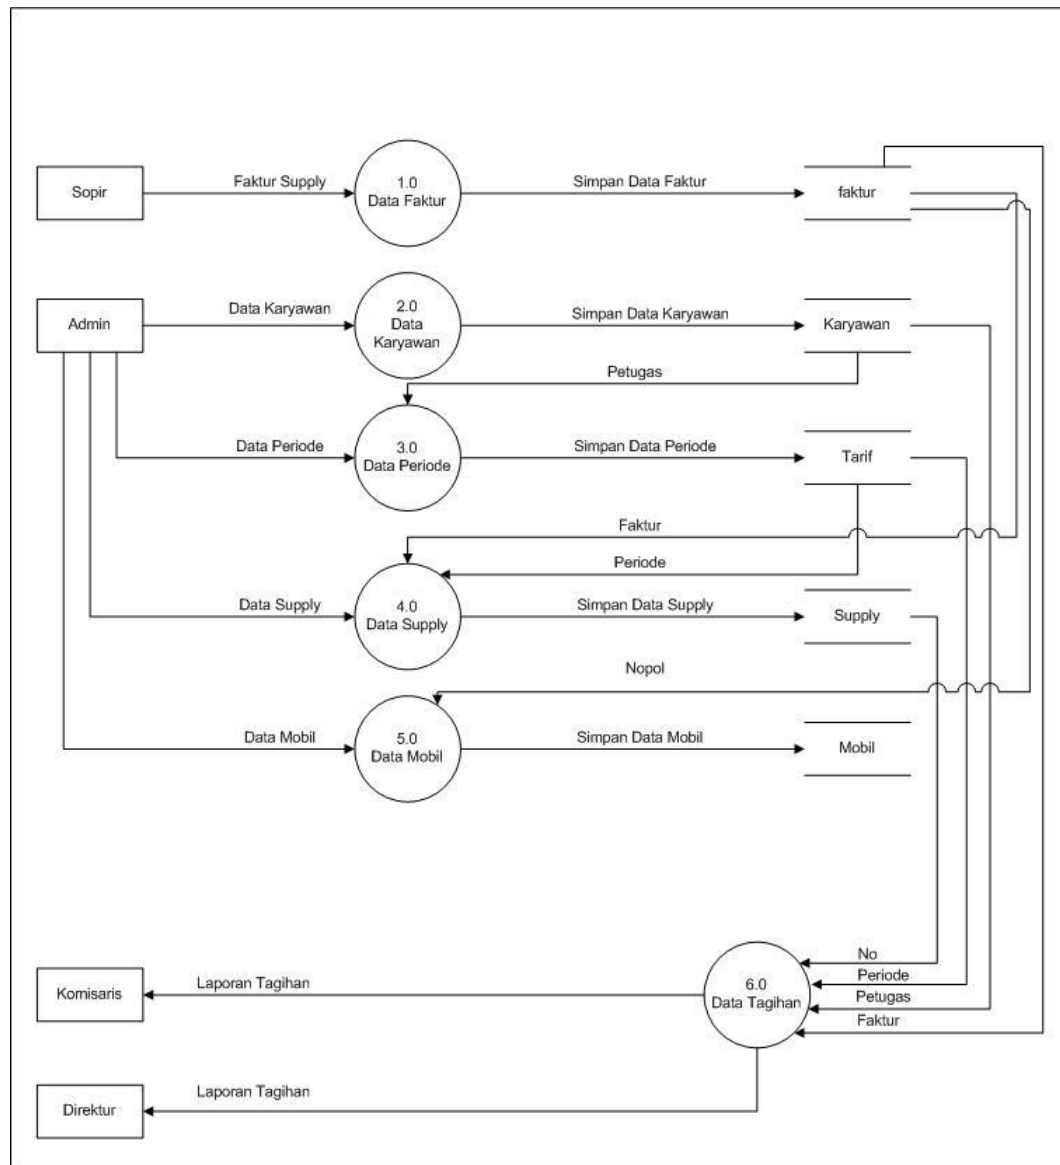 Sopir
Faktur Supply
1.0
Data Faktur
Simpan Data Faktur
faktur
Admin
Data Karyawan
2.0
Data
Karyawan
Simpan Data Karyawan
Karyawan
Petugas
Data Periode
3.0
Data Periode
Simpan Data Periode
Tarif
Faktur
Periode
Data Supply
4.0
Data Supply
Simpan Data Supply
Supply
Nopol
Data Mobil
5.0
Data Mobil
Simpan Data Mobil
Mobil
Komisaris
Laporan Tagihan
6.0
Data Tagihan
No
Periode
Petugas
Faktur
Direktur
Laporan Tagihan